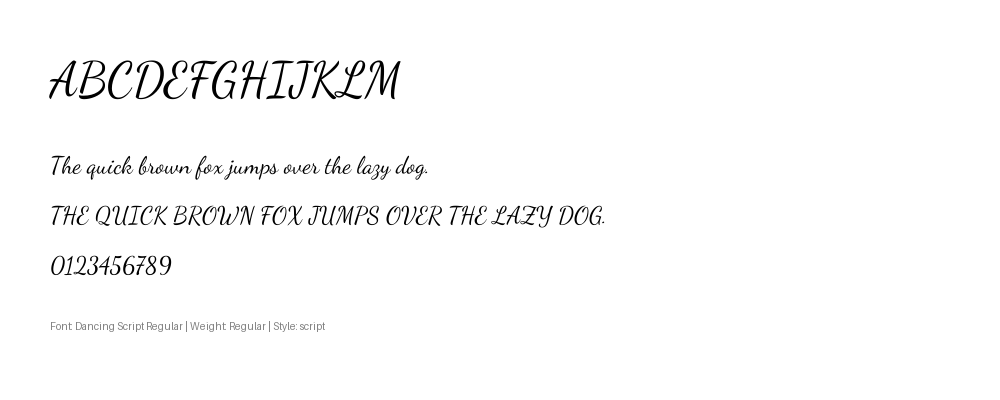 ABCDEFGHIJKLM
The quick brown fox jumps over the lazy dog.
THE QUICK BROWN FOX JUMPS OVER THE LAZY DOG.
0123456789
Font: Dancing Script Regular | Weight: Regular | Style: script